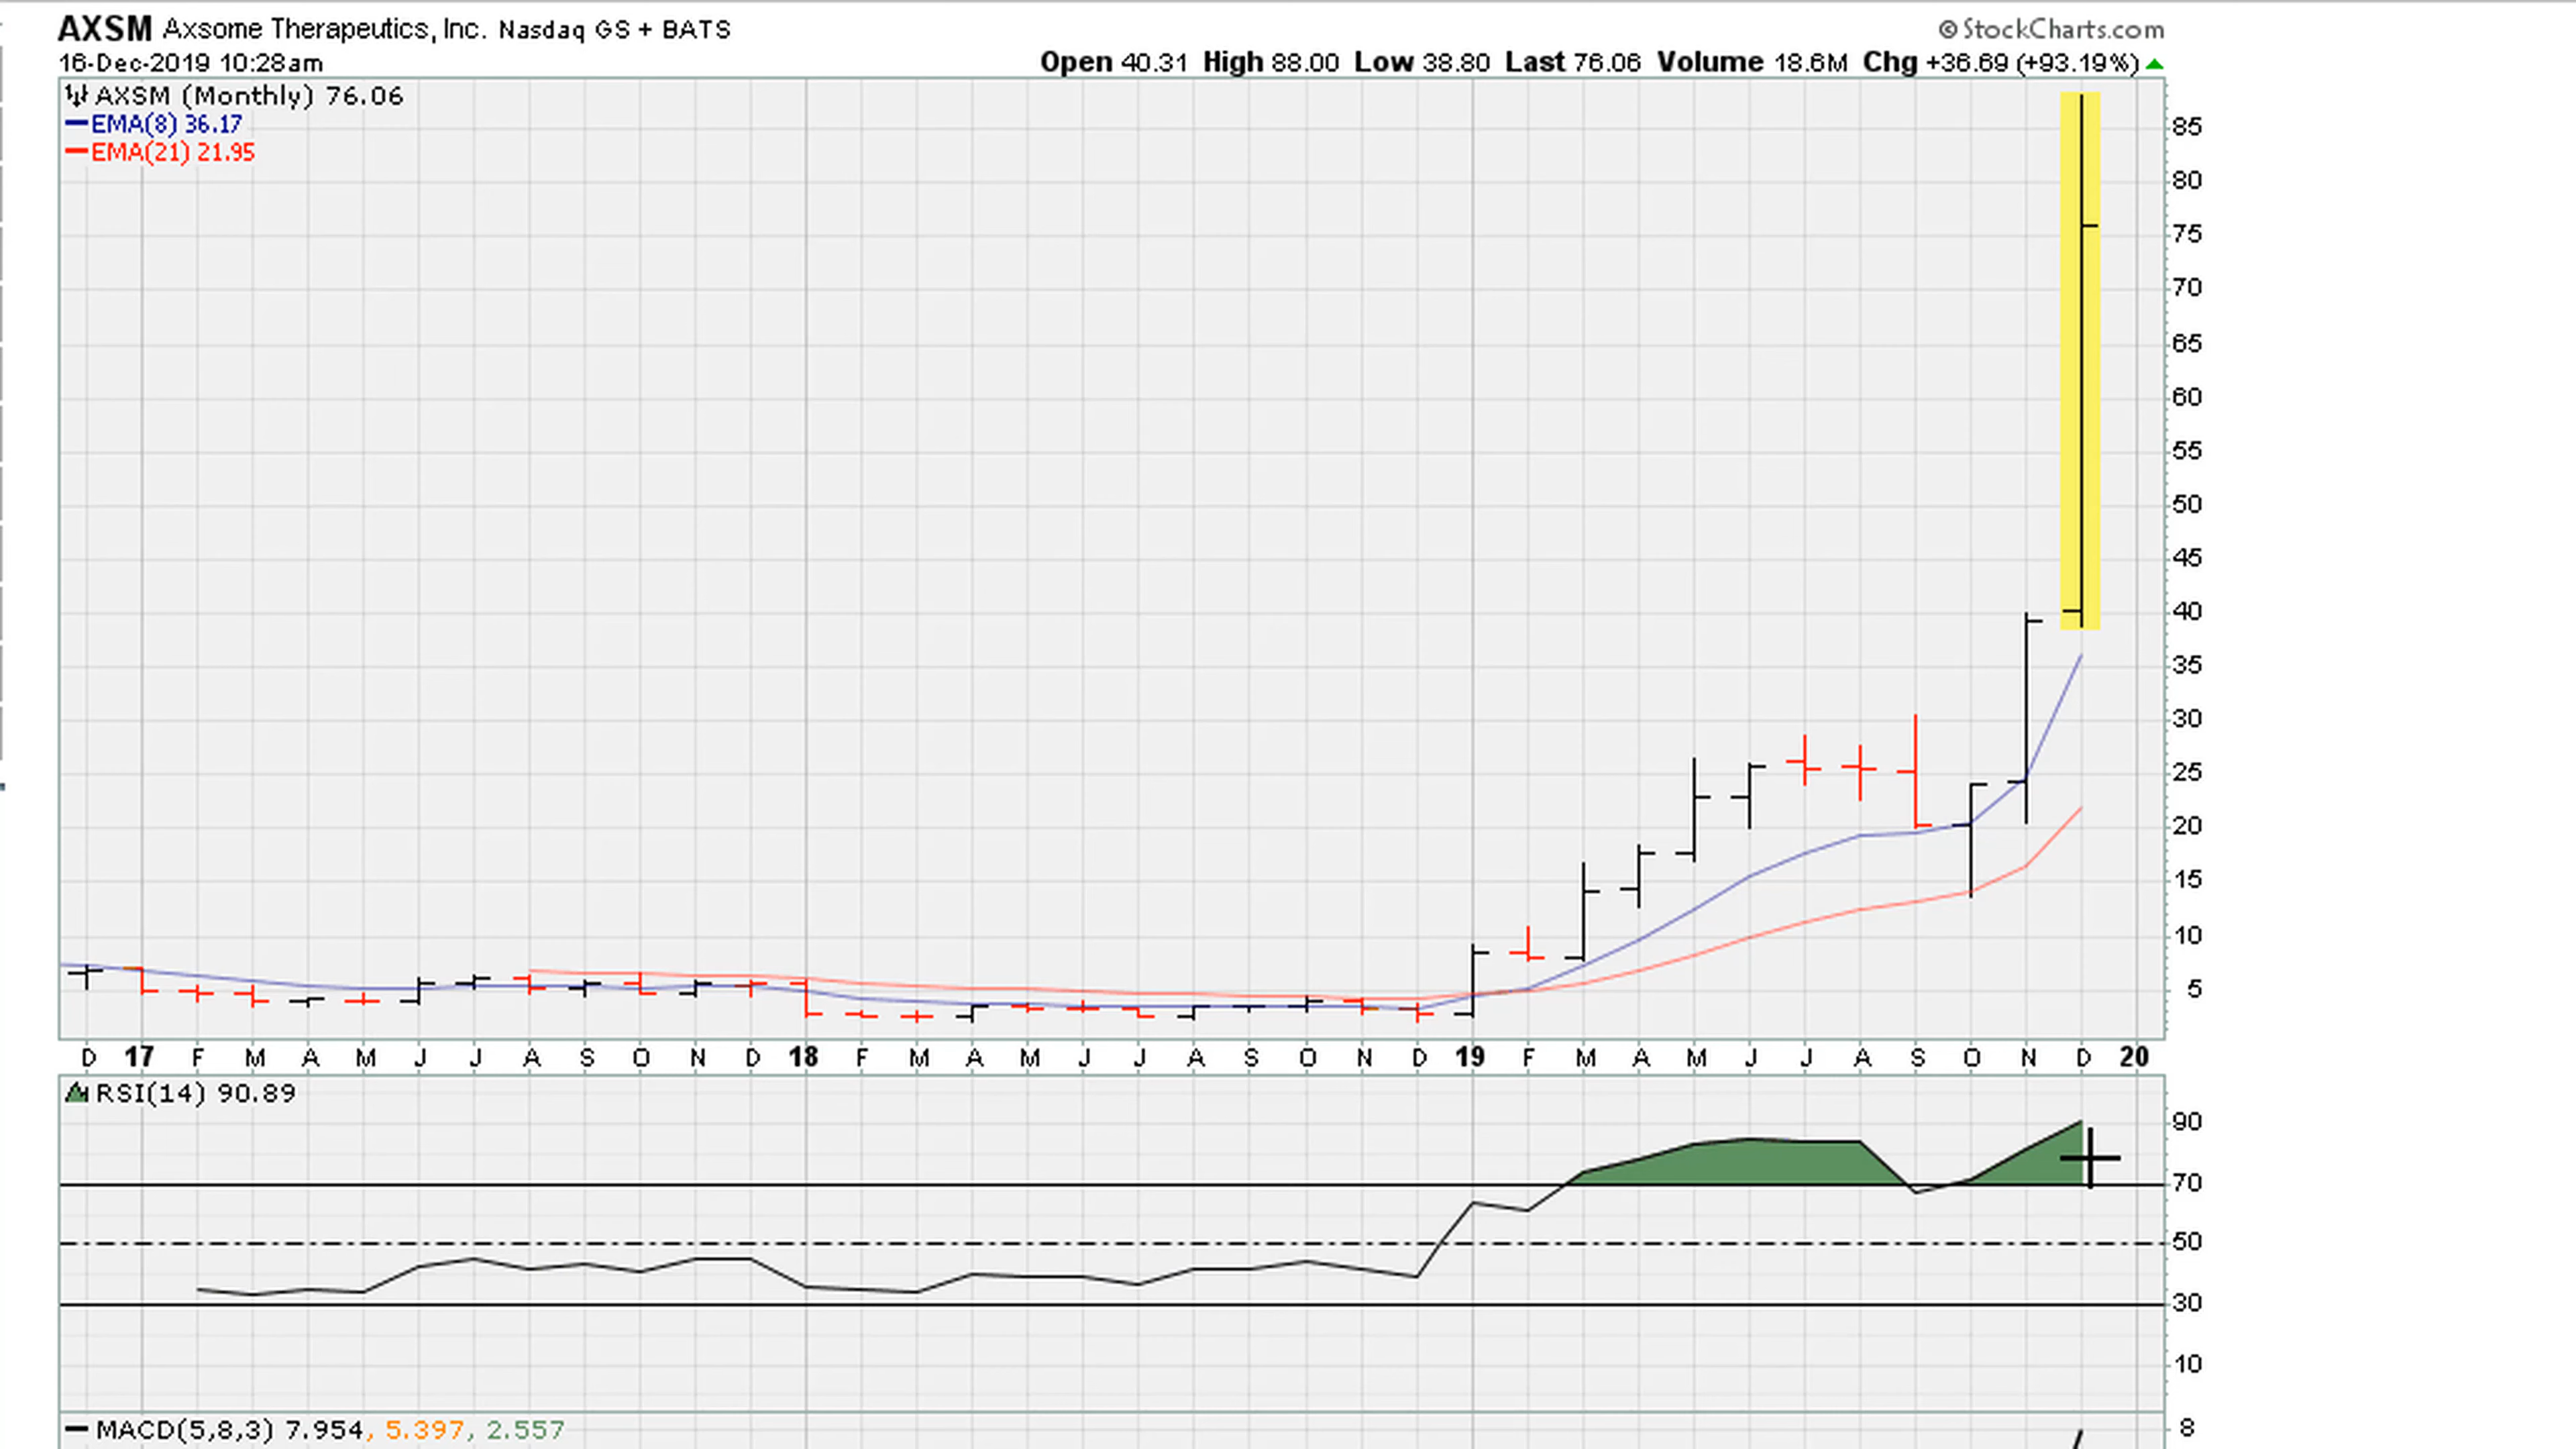 AXSM Axsome Therapeutics, Inc. Nasdaq GS + BATS
© StockCharts.com
16-Dec-2019 10:28am
Open 40.31 High 88.00 Low 38.80 Last 76.06 Volume 18.6M Chg +36.69 (+93.19%)
AXSM (Monthly) 76.06
EMA(8) 36.17
EMA(21) 21.95
85
80
75
70
65
60
55
50
45
40
35
30
25
20
15
10
5
D 17 F M A M J J A S O N D 18 F M A M J J A S O N D 19 F M A M J J A S O N D 20
RSI(14) 90.89
90
70
50
30
10
MACD(5,8,3) 7.954, 5.397, 2.557
8